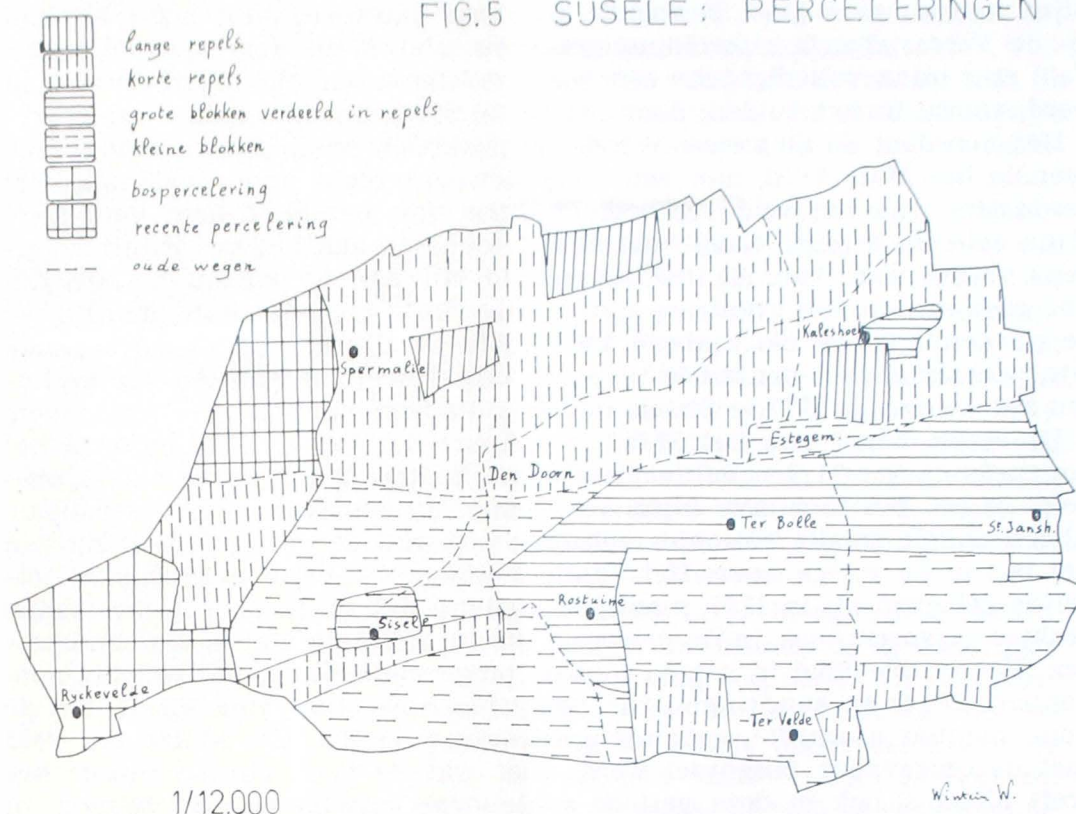 FIG.5 SIJSELE: PERCELERINGEN
lange repels
korte repels
grote blokken verdeeld in repels
kleine blokken
bospercelering
recente percelering
oude wegen
Kaleshoek
Spermalie
Estegem.
Den Doorn
Ter Bolle
St. Jansh.
Rostuine
Sisele
Ryckevelde
Ter Velde
1/12.000
Wintein W.